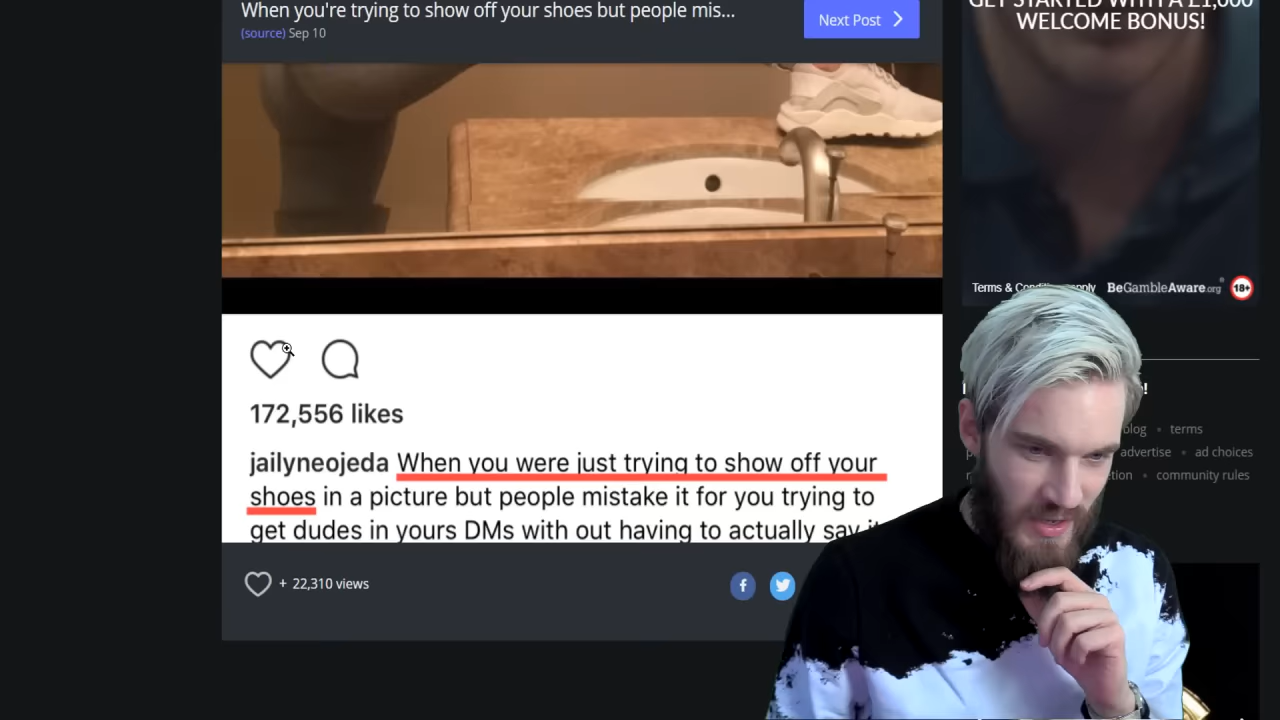 When you're trying to show off your shoes but people mis...
(source) Sep 10
Next Post
GET STARTED WITH A £1,000
WELCOME BONUS!
Terms & Conditions apply
BeGambleAware.org
18+
172,556 likes
jailyneojeda When you were just trying to show off your
shoes in a picture but people mistake it for you trying to
get dudes in yours DMs with out having to actually say it
+ 22,310 views
blog • terms
advertise • ad choices
community rules